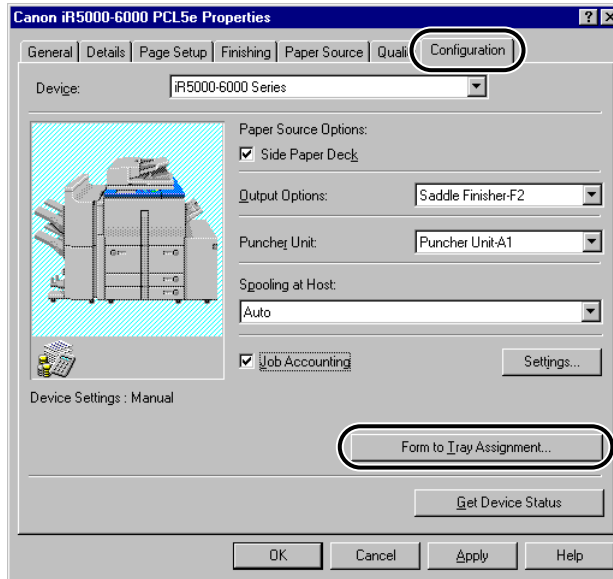 Canon iR5000-6000 PCL5e Properties
General Details Page Setup Finishing Paper Source Quali Configuration
Device: iR5000-6000 Series
Paper Source Options:
Side Paper Deck
Output Options: Saddle Finisher-F2
Puncher Unit: Puncher Unit-A1
Spooling at Host:
Auto
Job Accounting Settings...
Device Settings : Manual
Form to Tray Assignment...
Get Device Status
OK Cancel Apply Help